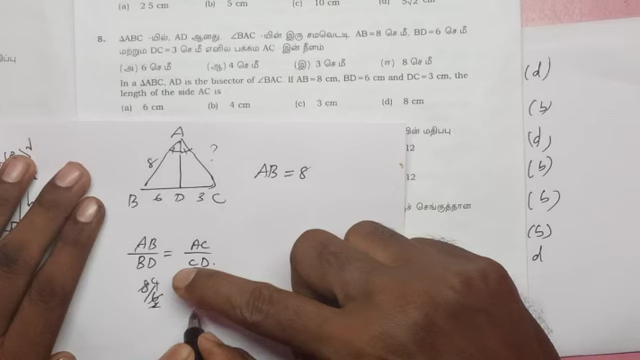 (a) 2.5 cm (b) 5 cm (c) 10 cm (d) 5√2 cm
8. ΔABC -யில், AD ஆனது, ∠BAC -யின் இரு சமவெட்டி. AB=8 செ.மீ, BD=6 செ.மீ
மற்றும் DC=3 செ.மீ எனில் பக்கம் AC இன் நீளம்
(அ) 6 செ.மீ (ஆ) 4 செ.மீ (இ) 3 செ.மீ (ஈ) 8 செ.மீ
In a ΔABC, AD is the bisector of ∠BAC. If AB=8 cm, BD=6 cm and DC=3 cm, the
length of the side AC is
(a) 6 cm (b) 4 cm (c) 3 cm (d) 8 cm
யின் மதிப்பு
12
12
A
8 ?
B 6 D 3 C
AB = 8
AB/BD = AC/CD.
(d)
(b)
(d)
(b)
(b)
(b)
d